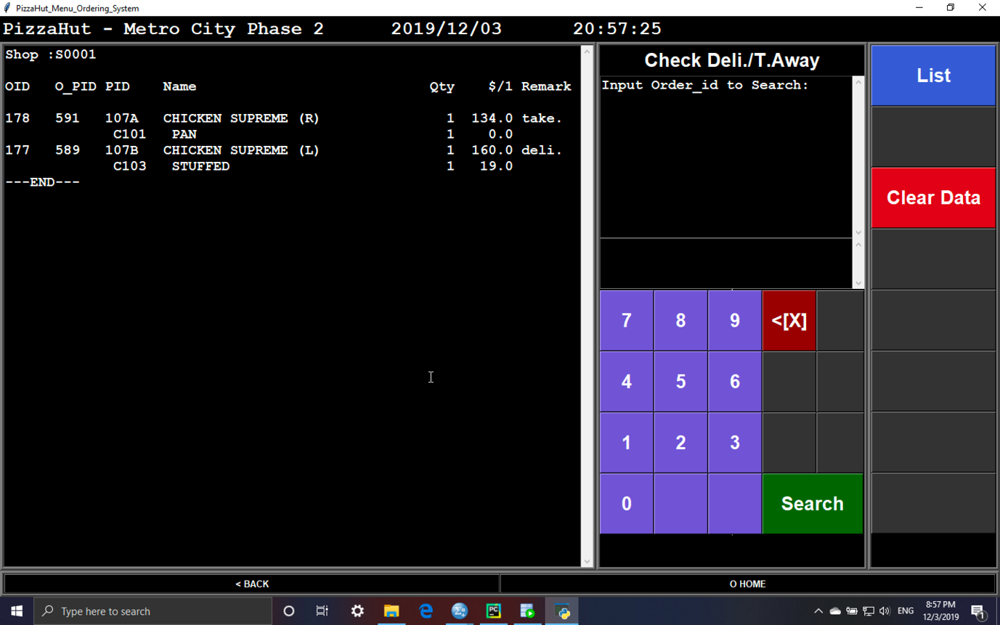 PizzaHut_Menu_Ordering_System
PizzaHut - Metro City Phase 2 2019/12/03 20:57:25
Shop :S0001
OID O_PID PID Name Qty $/1 Remark
178 591 107A CHICKEN SUPREME (R) 1 134.0 take.
C101 PAN 1 0.0
177 589 107B CHICKEN SUPREME (L) 1 160.0 deli.
C103 STUFFED 1 19.0
---END---
Check Deli./T.Away
Input Order_id to Search:
7 8 9 <[X]
4 5 6
1 2 3
0 Search
List
Clear Data
< BACK
O HOME
Type here to search
PC
ENG
8:57 PM
12/3/2019
1